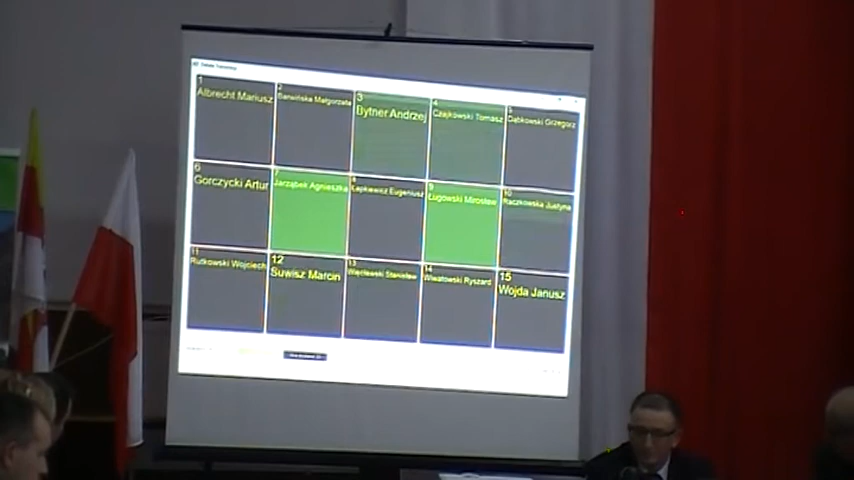 1
Albrecht Mariusz
2
Barwińska Małgorzata
3
Bytner Andrzej
4
Czajkowski Tomasz
5
Dąbkowski Grzegorz
6
Gorczycki Artur
7
Jarząbek Agnieszka
8
Kapkiewicz Eugeniusz
9
Ługowski Mirosław
10
Raczkowska Justyna
11
Rutkowski Wojciech
12
Suwisz Marcin
13
Więcławski Stanisław
14
Wiwatowski Ryszard
15
Wojda Janusz